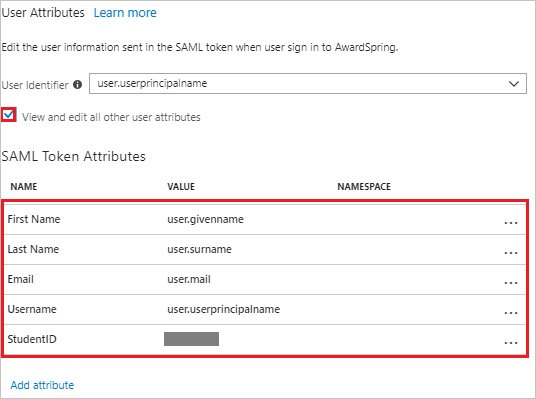 User Attributes Learn more
Edit the user information sent in the SAML token when user sign in to AwardSpring.
User Identifier user.userprincipalname
View and edit all other user attributes
SAML Token Attributes
NAME VALUE NAMESPACE
First Name user.givenname ...
Last Name user.surname ...
Email user.mail ...
Username user.userprincipalname ...
StudentID ...
Add attribute